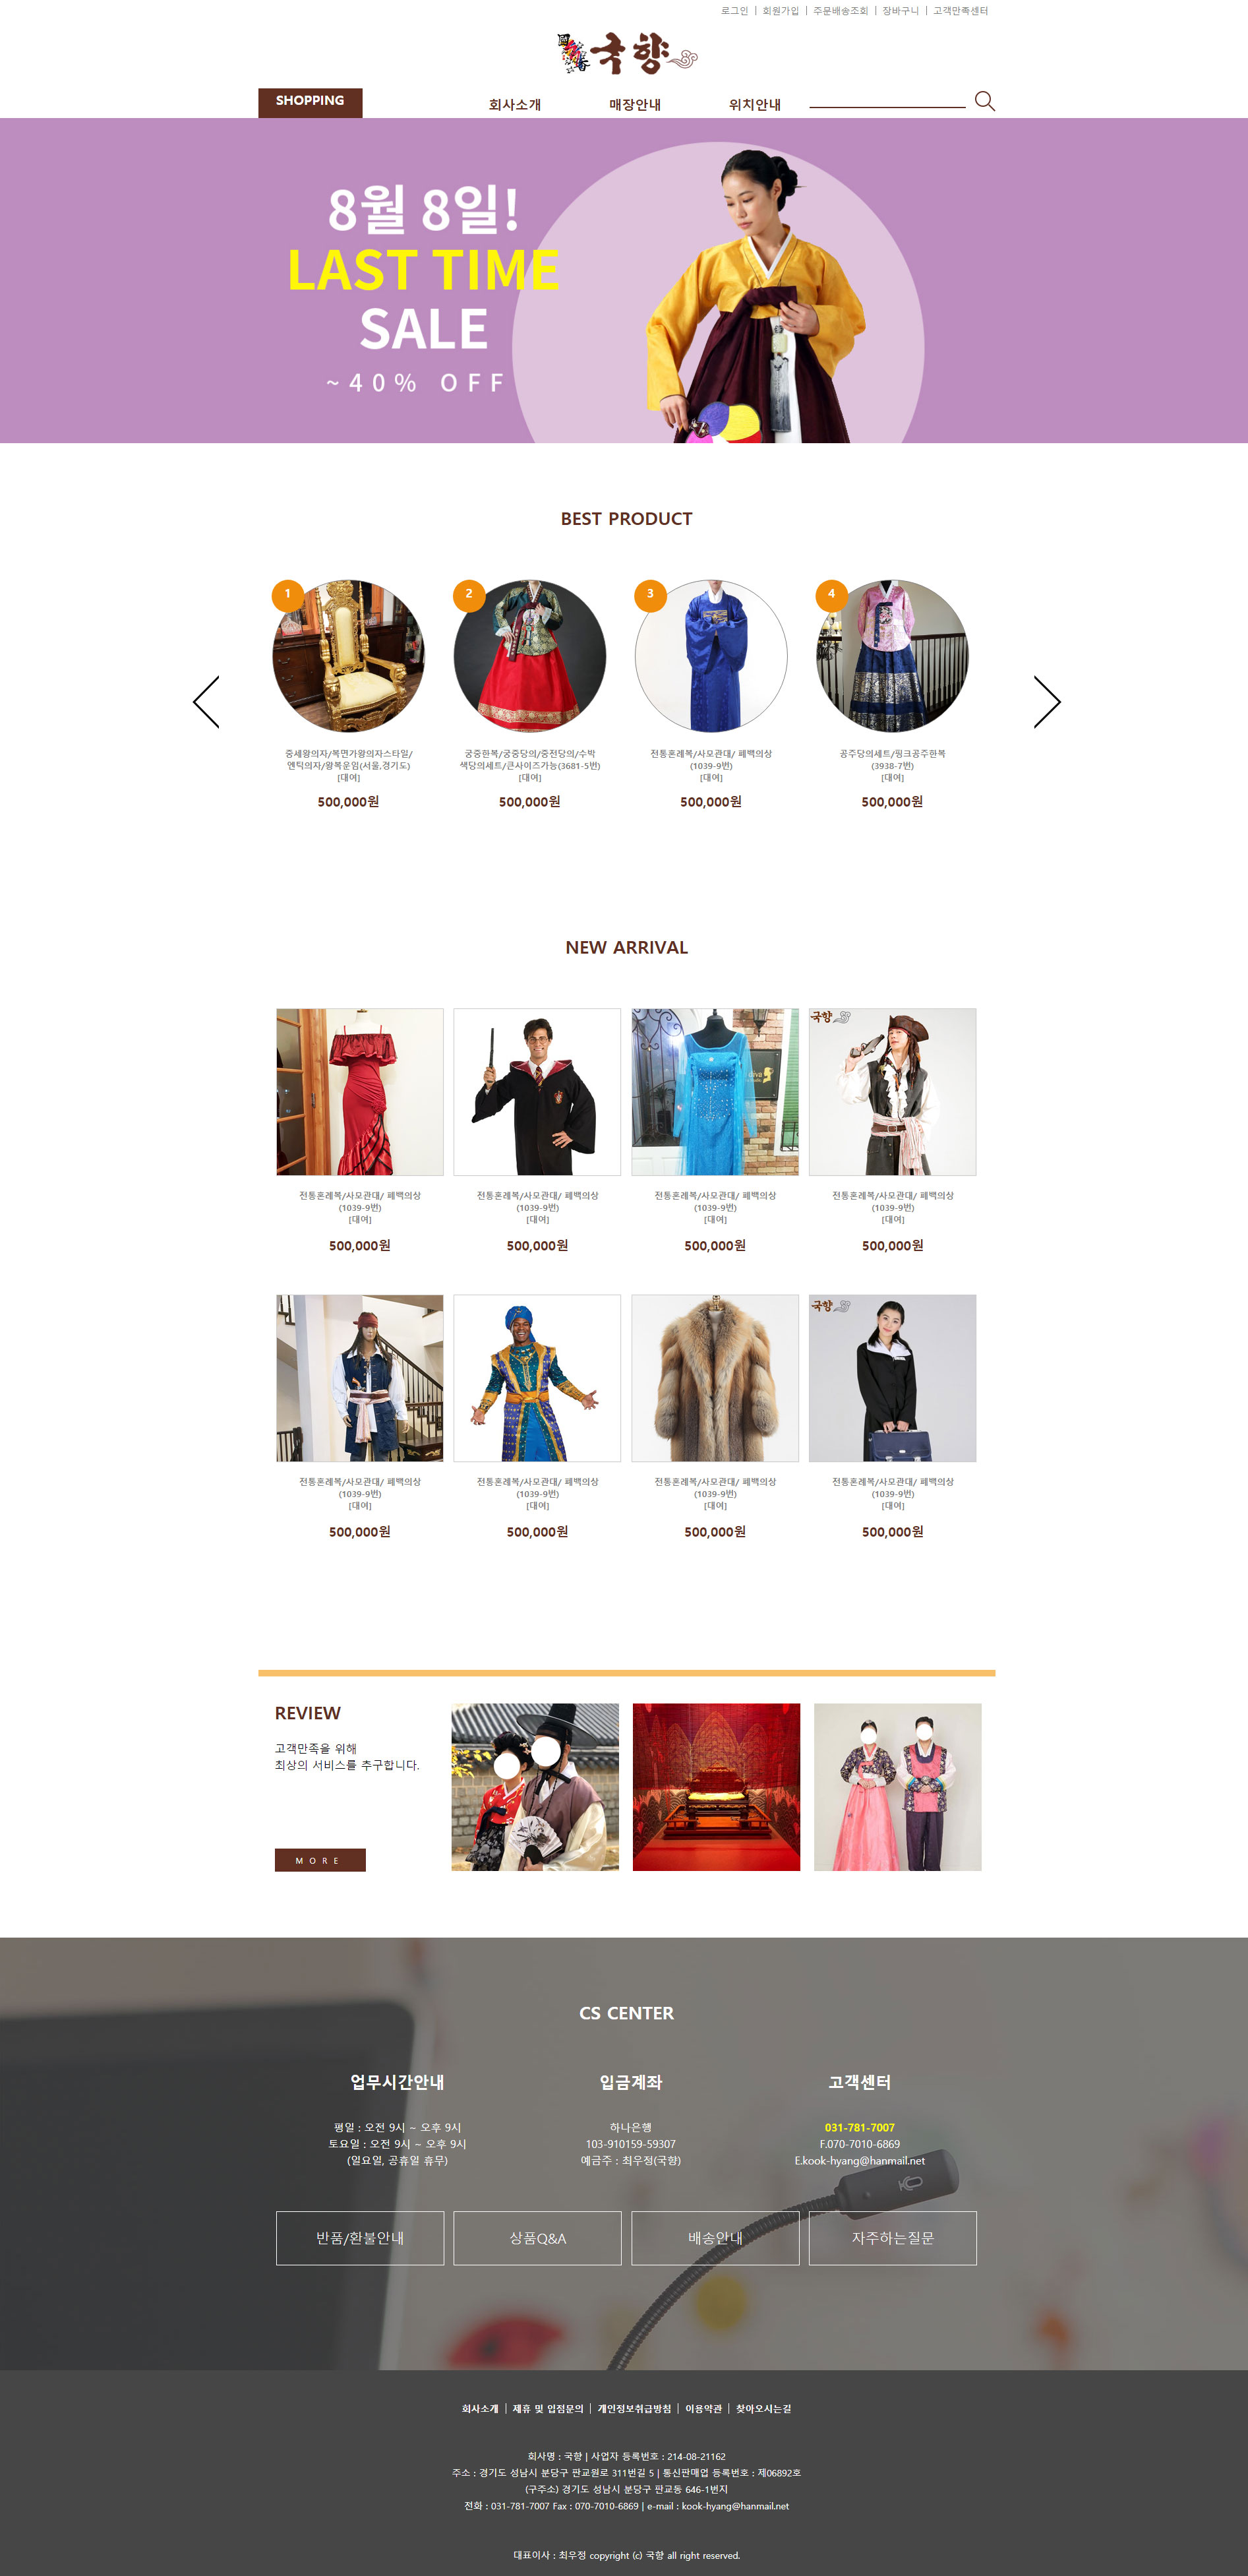 로그인 | 회원가입 | 주문배송조회 | 장바구니 | 고객만족센터
國香 국향
SHOPPING 회사소개 매장안내 위치안내
8월 8일!
LAST TIME
SALE
~40% OFF
BEST PRODUCT
1 2 3 4
중세왕의자/복면가왕의자스타일/
엔틱의자/왕복운임(서울,경기도)
[대여]
500,000원
궁중한복/궁중당의/중전당의/수박
색당의세트/큰사이즈가능(3681-5번)
[대여]
500,000원
전통혼례복/사모관대/ 폐백의상
(1039-9번)
[대여]
500,000원
공주당의세트/핑크공주한복
(3938-7번)
[대여]
500,000원
NEW ARRIVAL
국향
전통혼례복/사모관대/ 폐백의상
(1039-9번)
[대여]
500,000원
전통혼례복/사모관대/ 폐백의상
(1039-9번)
[대여]
500,000원
전통혼례복/사모관대/ 폐백의상
(1039-9번)
[대여]
500,000원
전통혼례복/사모관대/ 폐백의상
(1039-9번)
[대여]
500,000원
국향
전통혼례복/사모관대/ 폐백의상
(1039-9번)
[대여]
500,000원
전통혼례복/사모관대/ 폐백의상
(1039-9번)
[대여]
500,000원
전통혼례복/사모관대/ 폐백의상
(1039-9번)
[대여]
500,000원
전통혼례복/사모관대/ 폐백의상
(1039-9번)
[대여]
500,000원
REVIEW
고객만족을 위해
최상의 서비스를 추구합니다.
MORE
CS CENTER
업무시간안내
평일 : 오전 9시 ~ 오후 9시
토요일 : 오전 9시 ~ 오후 9시
(일요일, 공휴일 휴무)
입금계좌
하나은행
103-910159-59307
예금주 : 최우정(국향)
고객센터
031-781-7007
F.070-7010-6869
E.kook-hyang@hanmail.net
반품/환불안내
상품Q&A
배송안내
자주하는질문
회사소개 | 제휴 및 입점문의 | 개인정보취급방침 | 이용약관 | 찾아오시는길
회사명 : 국향 | 사업자 등록번호 : 214-08-21162
주소 : 경기도 성남시 분당구 판교원로 311번길 5 | 통신판매업 등록번호 : 제06892호
(구주소) 경기도 성남시 분당구 판교동 646-1번지
전화 : 031-781-7007 Fax : 070-7010-6869 | e-mail : kook-hyang@hanmail.net
대표이사 : 최우정 copyright (c) 국향 all right reserved.